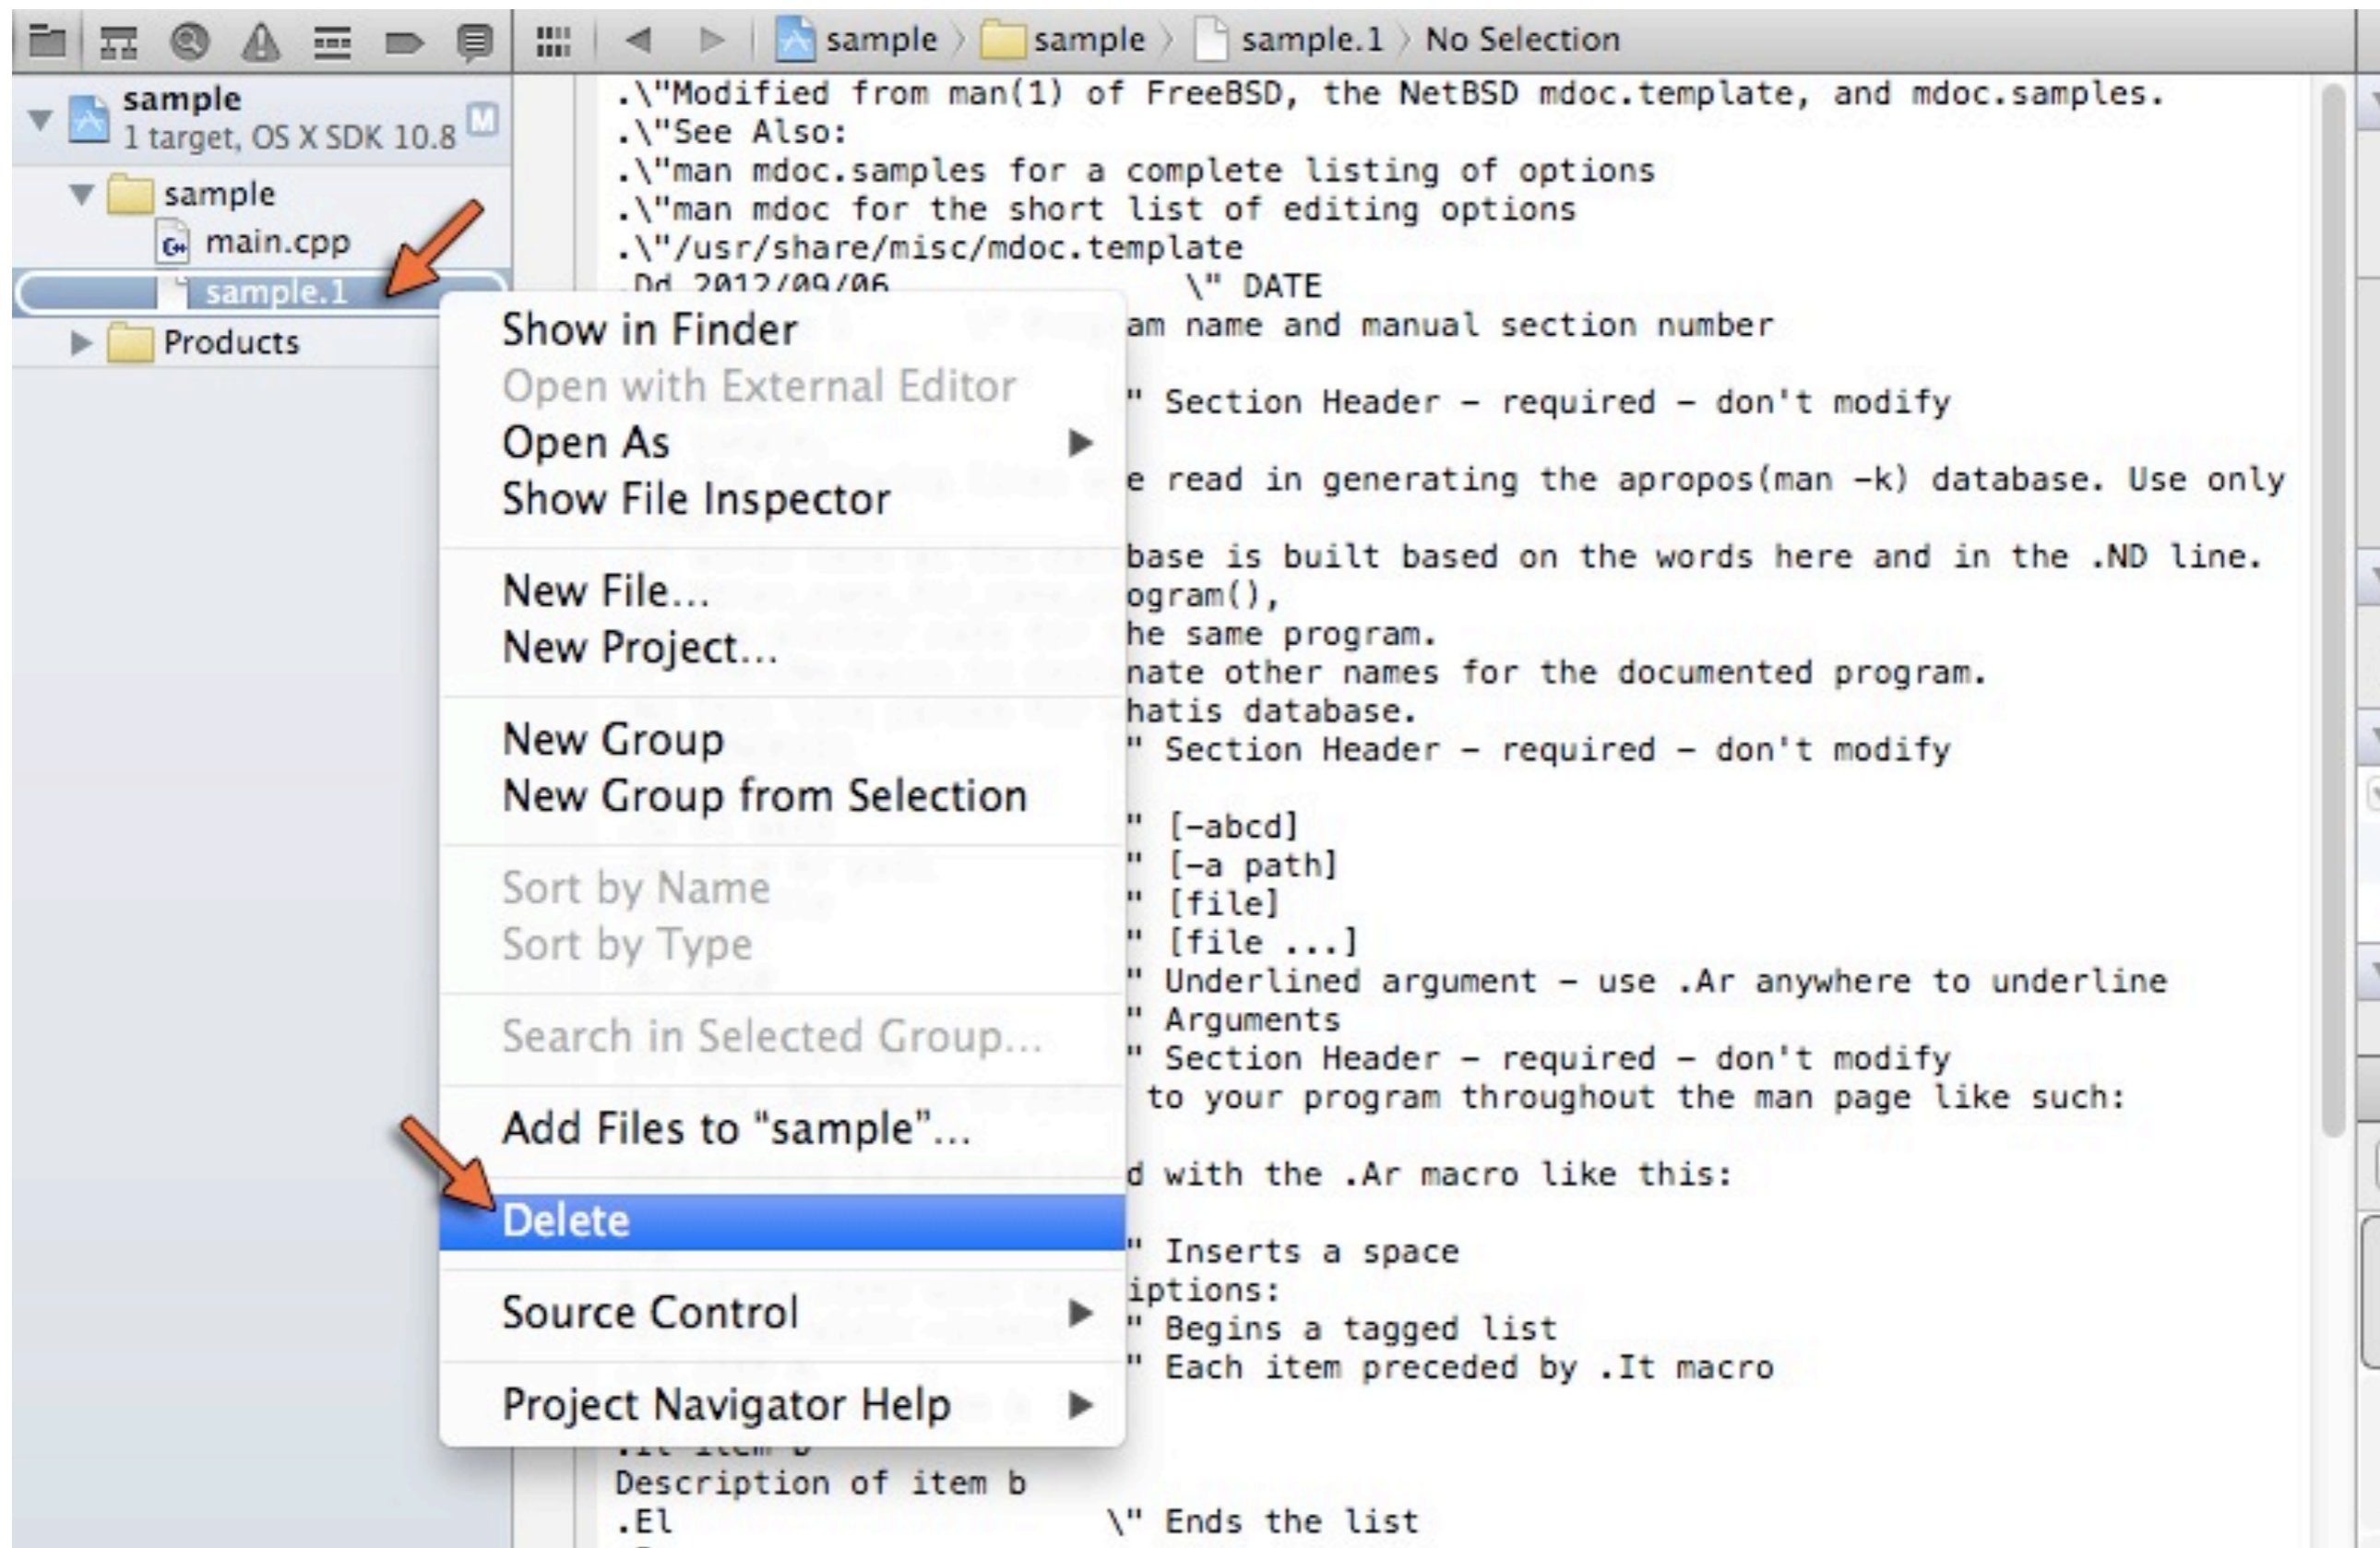 sample
sample
sample.1
No Selection
sample
1 target, OS X SDK 10.8
M
sample
main.cpp
sample.1
Products
Show in Finder
Open with External Editor
Open As
Show File Inspector
New File...
New Project...
New Group
New Group from Selection
Sort by Name
Sort by Type
Search in Selected Group...
Add Files to "sample"...
Delete
Source Control
Project Navigator Help
.\"Modified from man(1) of FreeBSD, the NetBSD mdoc.template, and mdoc.samples.
.\"See Also:
.\"man mdoc.samples for a complete listing of options
.\"man mdoc for the short list of editing options
.\"/usr/share/misc/mdoc.template
.Dd 2012/09/06 \" DATE
am name and manual section number
" Section Header - required - don't modify
e read in generating the apropos(man -k) database. Use only
base is built based on the words here and in the .ND line.
ogram(),
he same program.
nate other names for the documented program.
hatis database.
" Section Header - required - don't modify
" [-abcd]
" [-a path]
" [file]
" [file ...]
" Underlined argument - use .Ar anywhere to underline
" Arguments
" Section Header - required - don't modify
to your program throughout the man page like such:
d with the .Ar macro like this:
" Inserts a space
iptions:
" Begins a tagged list
" Each item preceded by .It macro
.It item b
Description of item b
.El \" Ends the list